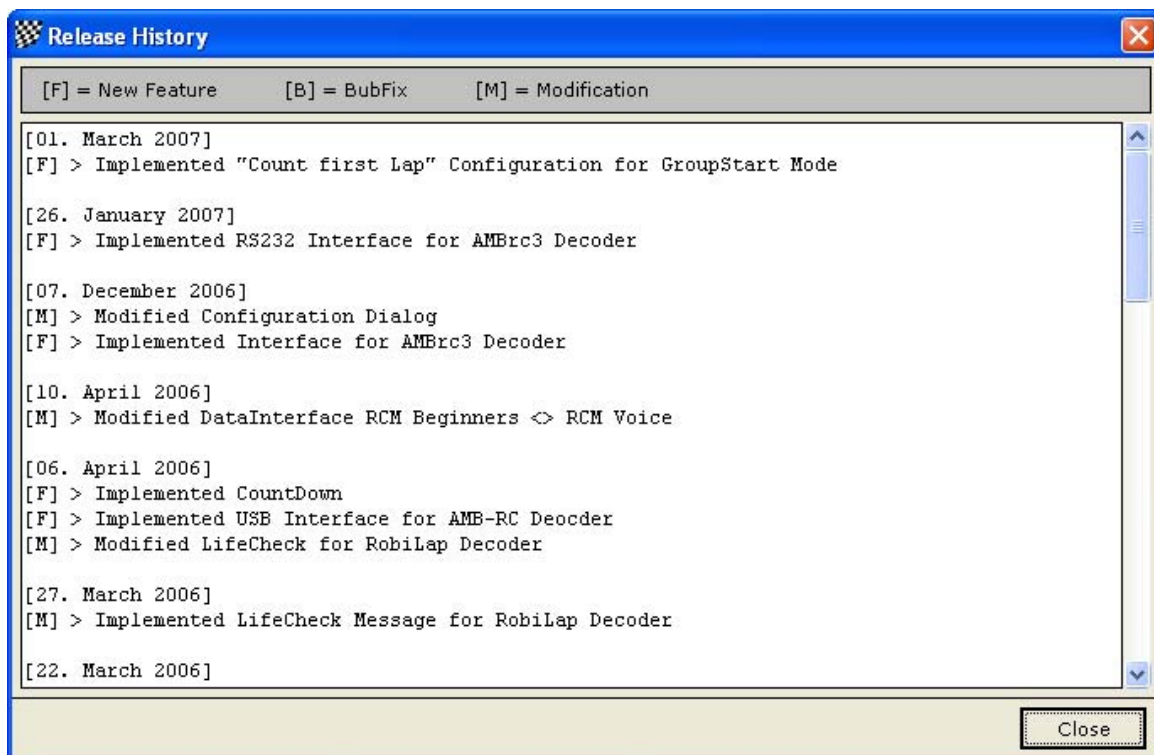 Release History
[F] = New Feature [B] = BubFix [M] = Modification
[01. March 2007]
[F] > Implemented "Count first Lap" Configuration for GroupStart Mode
[26. January 2007]
[F] > Implemented RS232 Interface for AMBrc3 Decoder
[07. December 2006]
[M] > Modified Configuration Dialog
[F] > Implemented Interface for AMBrc3 Decoder
[10. April 2006]
[M] > Modified DataInterface RCM Beginners <> RCM Voice
[06. April 2006]
[F] > Implemented CountDown
[F] > Implemented USB Interface for AMB-RC Deocder
[M] > Modified LifeCheck for RobiLap Decoder
[27. March 2006]
[M] > Implemented LifeCheck Message for RobiLap Decoder
[22. March 2006]
Close